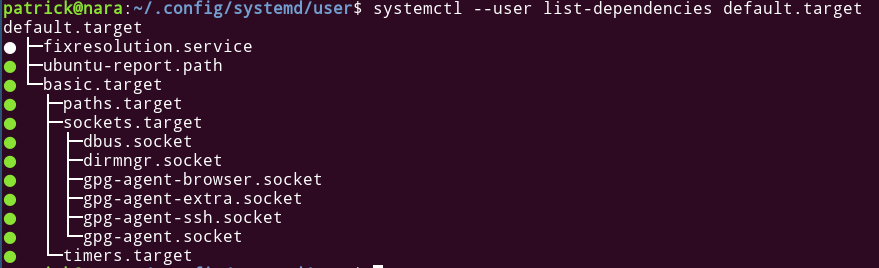 patrick@nara:~/.config/systemd/user$ systemctl --user list-dependencies default.target
default.target
● ├─fixresolution.service
● ├─ubuntu-report.path
● └─basic.target
●   ├─paths.target
●   ├─sockets.target
●   │ ├─dbus.socket
●   │ ├─dirmngr.socket
●   │ ├─gpg-agent-browser.socket
●   │ ├─gpg-agent-extra.socket
●   │ ├─gpg-agent-ssh.socket
●   │ └─gpg-agent.socket
●   └─timers.target